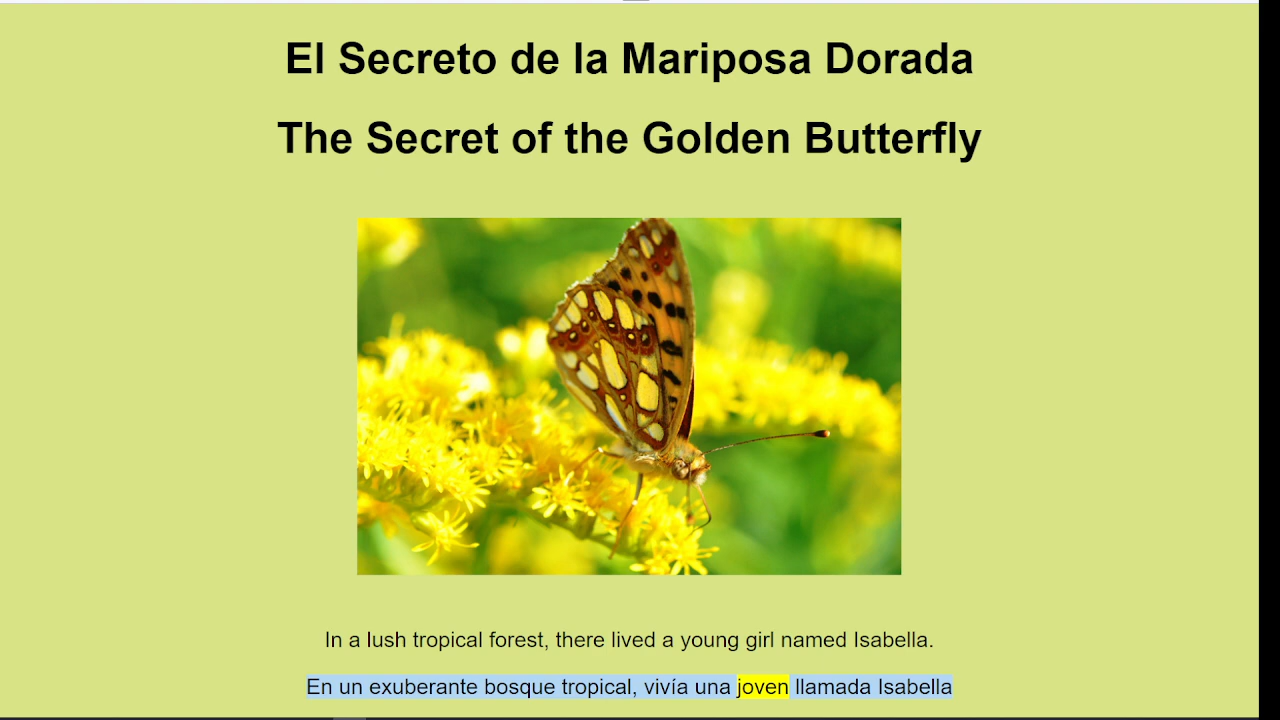 El Secreto de la Mariposa Dorada
The Secret of the Golden Butterfly
In a lush tropical forest, there lived a young girl named Isabella.
En un exuberante bosque tropical, vivía una joven llamada Isabella